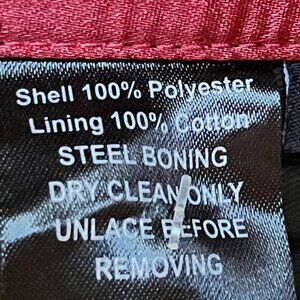 Shell 100% Polyester
Lining 100% Cotton
STEEL BONING
DRY CLEAN ONLY
UNLACE BEFORE
REMOVING